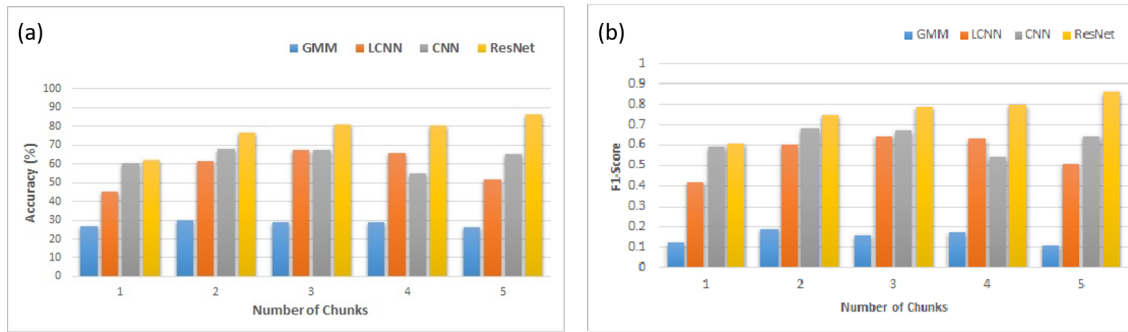 (a)
GMM LCNN CNN ResNet
Accuracy (%)
100
90
80
70
60
50
40
30
20
10
0
1 2 3 4 5
Number of Chunks
(b)
GMM LCNN CNN ResNet
F1-Score
1
0.9
0.8
0.7
0.6
0.5
0.4
0.3
0.2
0.1
0
1 2 3 4 5
Number of Chunks